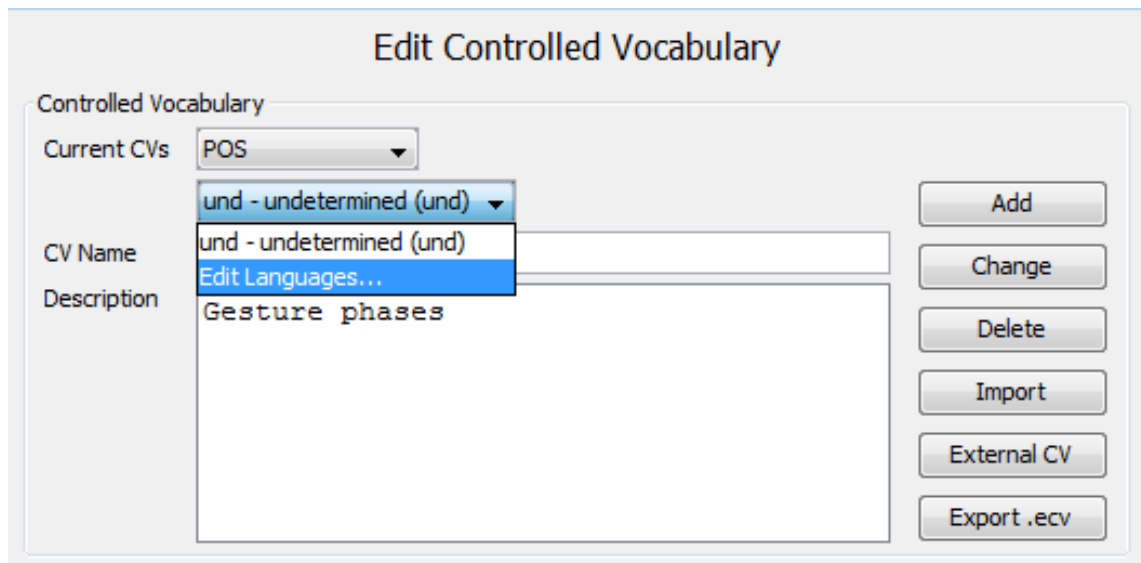 Edit Controlled Vocabulary
Controlled Vocabulary
Current CVs POS
und - undetermined (und)
Add
und - undetermined (und)
CV Name
Change
Edit Languages...
Description
Gesture phases
Delete
Import
External CV
Export .ecv